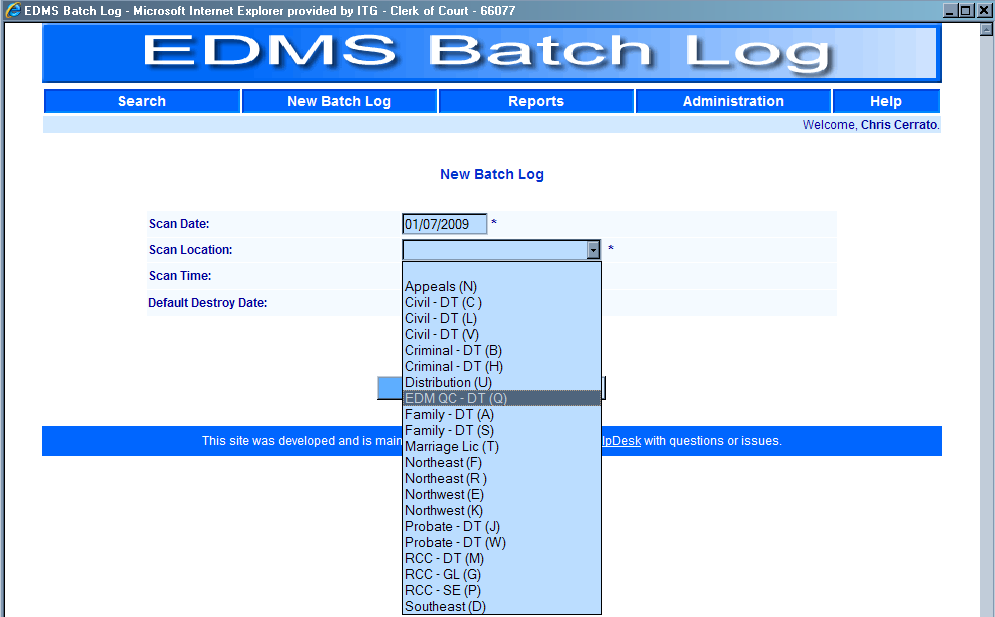 EDMS Batch Log - Microsoft Internet Explorer provided by ITG - Clerk of Court - 66077
EDMS Batch Log
Search New Batch Log Reports Administration Help
Welcome, Chris Cerrato.
New Batch Log
Scan Date: 01/07/2009 *
Scan Location: *
Scan Time:
Default Destroy Date:
Appeals (N)
Civil - DT (C )
Civil - DT (L)
Civil - DT (V)
Criminal - DT (B)
Criminal - DT (H)
Distribution (U)
EDM QC - DT (Q)
Family - DT (A)
Family - DT (S)
Marriage Lic (T)
Northeast (F)
Northeast (R )
Northwest (E)
Northwest (K)
Probate - DT (J)
Probate - DT (W)
RCC - DT (M)
RCC - GL (G)
RCC - SE (P)
Southeast (D)
This site was developed and is main lpDesk with questions or issues.